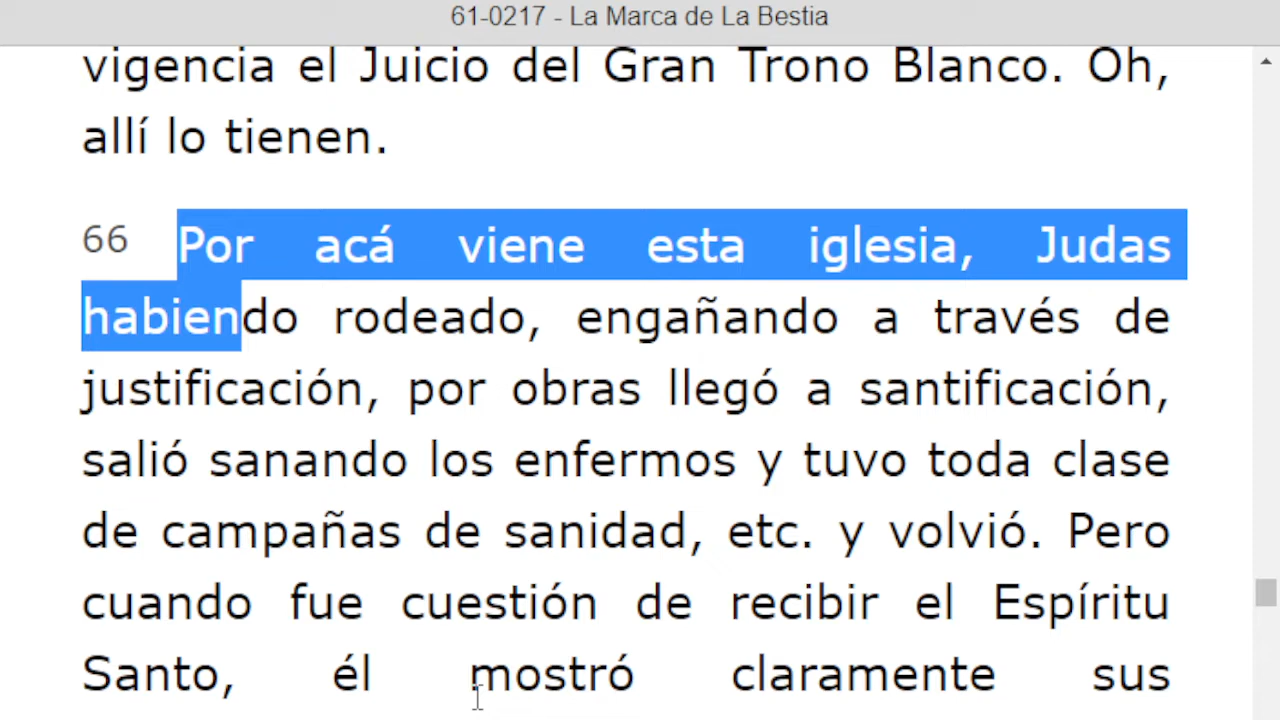 61-0217 - La Marca de La Bestia
vigencia el Juicio del Gran Trono Blanco. Oh,
allí lo tienen.
66 Por acá viene esta iglesia, Judas
habiendo rodeado, engañando a través de
justificación, por obras llegó a santificación,
salió sanando los enfermos y tuvo toda clase
de campañas de sanidad, etc. y volvió. Pero
cuando fue cuestión de recibir el Espíritu
Santo, él mostró claramente sus